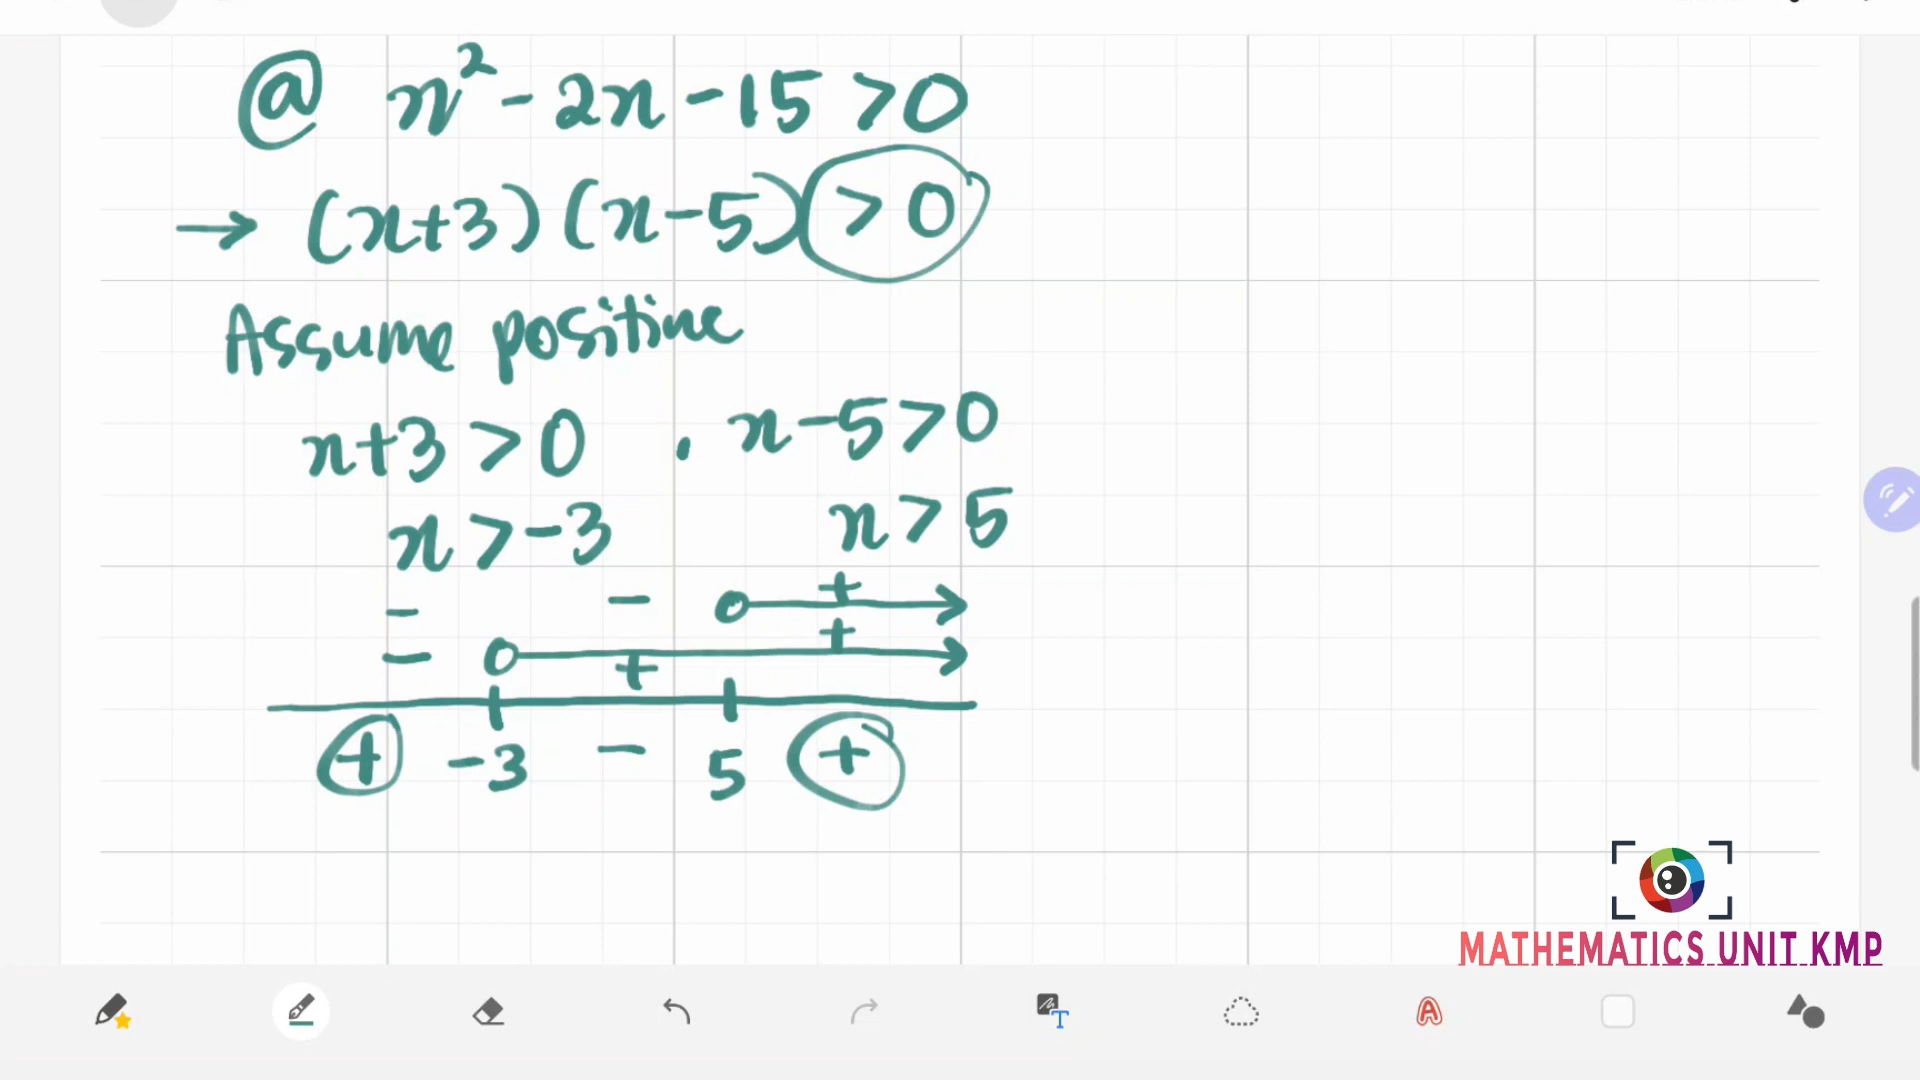 @ x² - 2x - 15 > 0
→ (x+3)(x-5) > 0
Assume positive
x+3 > 0 , x-5 > 0
x > -3 x > 5
- - +
- + +
+ -3 - 5 +
MATHEMATICS UNIT KMP